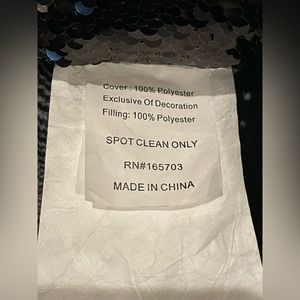 Cover : 100% Polyester
Exclusive Of Decoration
Filling: 100% Polyester
SPOT CLEAN ONLY
RN#165703
MADE IN CHINA